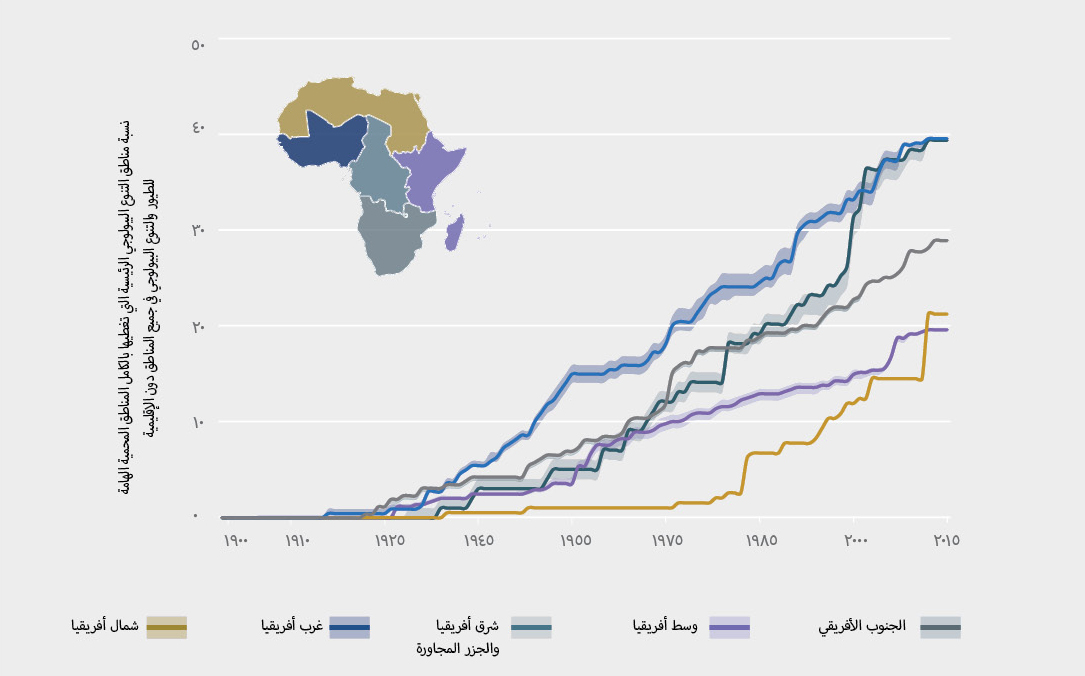 نسبة مناطق التنوع البيولوجي الرئيسية التي تغطيها بالكامل المناطق المحمية الهامة
للطيور والتنوع البيولوجي في جميع المناطق دون الإقليمية
٥٠
٤٠
٣٠
٢٠
١٠
٠
١٩٠٠ ١٩١٠ ١٩٢٥ ١٩٤٥ ١٩٥٥ ١٩٧٥ ١٩٨٥ ٢٠٠٠ ٢٠١٥
الجنوب الأفريقي
وسط أفريقيا
شرق أفريقيا
والجزر المجاورة
غرب أفريقيا
شمال أفريقيا